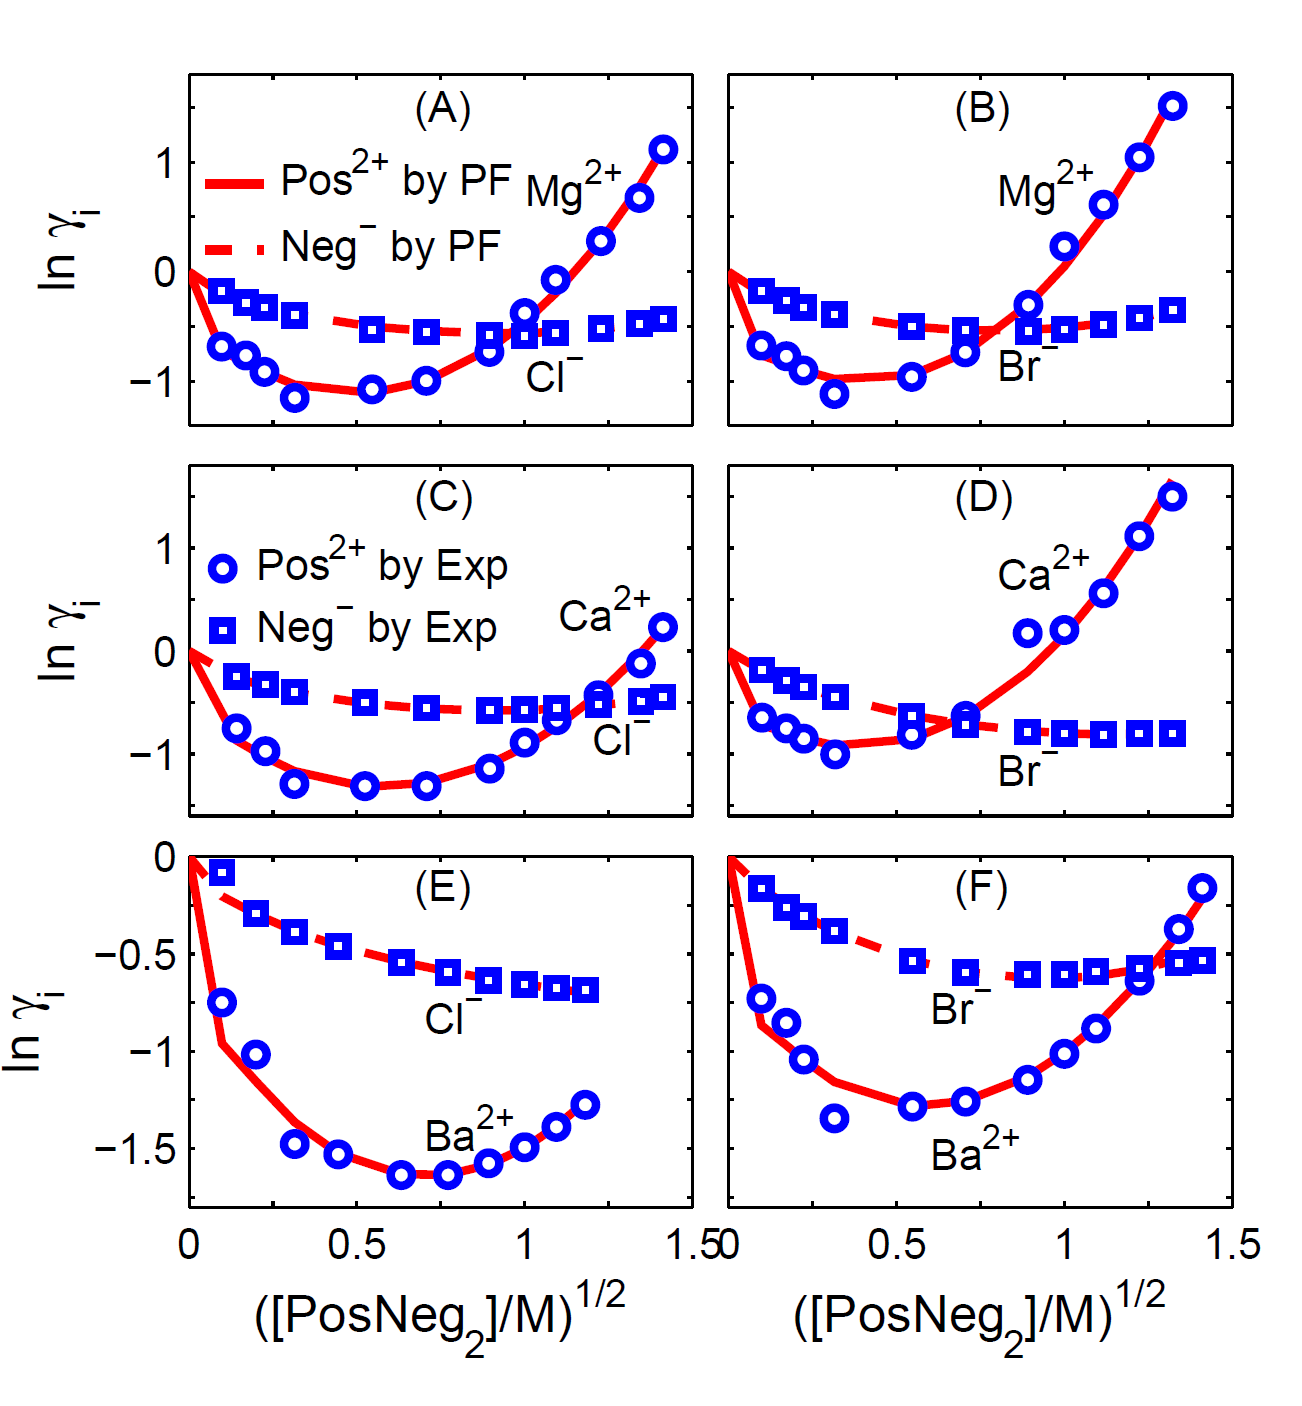 (A)
Pos²⁺ by PF
Neg⁻ by PF
Mg²⁺
Cl⁻
1
0
−1
ln γᵢ
(B)
Mg²⁺
Br⁻
(C)
Pos²⁺ by Exp
Neg⁻ by Exp
Ca²⁺
Cl⁻
1
0
−1
ln γᵢ
(D)
Ca²⁺
Br⁻
(E)
Cl⁻
Ba²⁺
0
−0.5
−1
−1.5
ln γᵢ
(F)
Br⁻
Ba²⁺
0 0.5 1 1.5
0 0.5 1 1.5
([PosNeg₂]/M)¹/²
([PosNeg₂]/M)¹/²